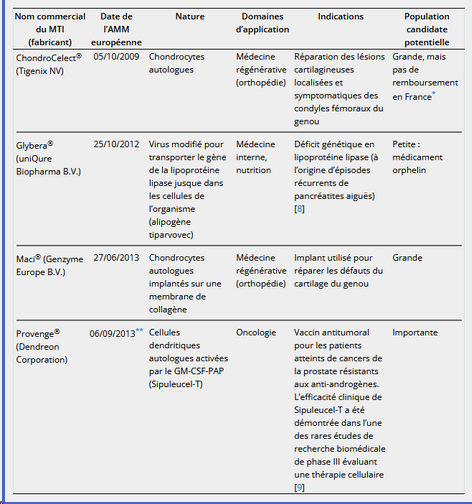 Nom commercial
du MTI
(fabricant)
Date de
l'AMM
européenne
Nature
Domaines
d'application
Indications
Population
candidate
potentielle
ChondroCelect®
(Tigenix NV)
05/10/2009
Chondrocytes
autologues
Médecine
régénérative
(orthopédie)
Réparation des lésions
cartilagineuses
localisées et
symptomatiques des
condyles fémoraux du
genou
Grande, mais
pas de
remboursement
en France*
Glybera®
(uniQure
Biopharma B.V.)
25/10/2012
Virus modifié pour
transporter le gène
de la lipoprotéine
lipase jusque dans
les cellules de
l'organisme
(alipogène
tiparvovec)
Médecine
interne,
nutrition
Déficit génétique en
lipoprotéine lipase (à
l'origine d'épisodes
récurrents de
pancréatites aiguës)
[8]
Petite :
médicament
orphelin
Maci® (Genzyme
Europe B.V.)
27/06/2013
Chondrocytes
autologues
implantés sur une
membrane de
collagène
Médecine
régénérative
(orthopédie)
Implant utilisé pour
réparer les défauts du
cartilage du genou
Grande
Provenge®
(Dendreon
Corporation)
06/09/2013**
Cellules
dendritiques
autologues activées
par le GM-CSF-PAP
(Sipuleucel-T)
Oncologie
Vaccin antitumoral
pour les patients
atteints de cancers de
la prostate résistants
aux anti-androgènes.
L'efficacité clinique de
Sipuleucel-T a été
démontrée dans l'une
des rares études de
recherche biomédicale
de phase III évaluant
une thérapie cellulaire
[9]
Importante